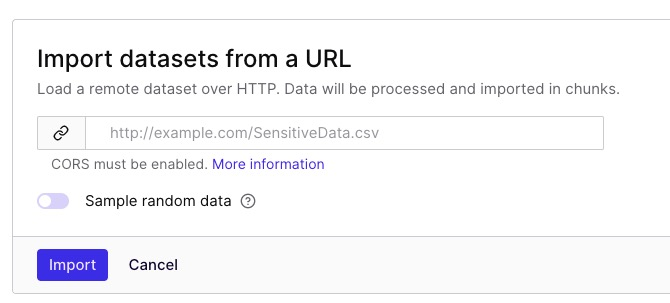 Import datasets from a URL
Load a remote dataset over HTTP. Data will be processed and imported in chunks.
http://example.com/SensitiveData.csv
CORS must be enabled. More information
Sample random data ?
Import Cancel